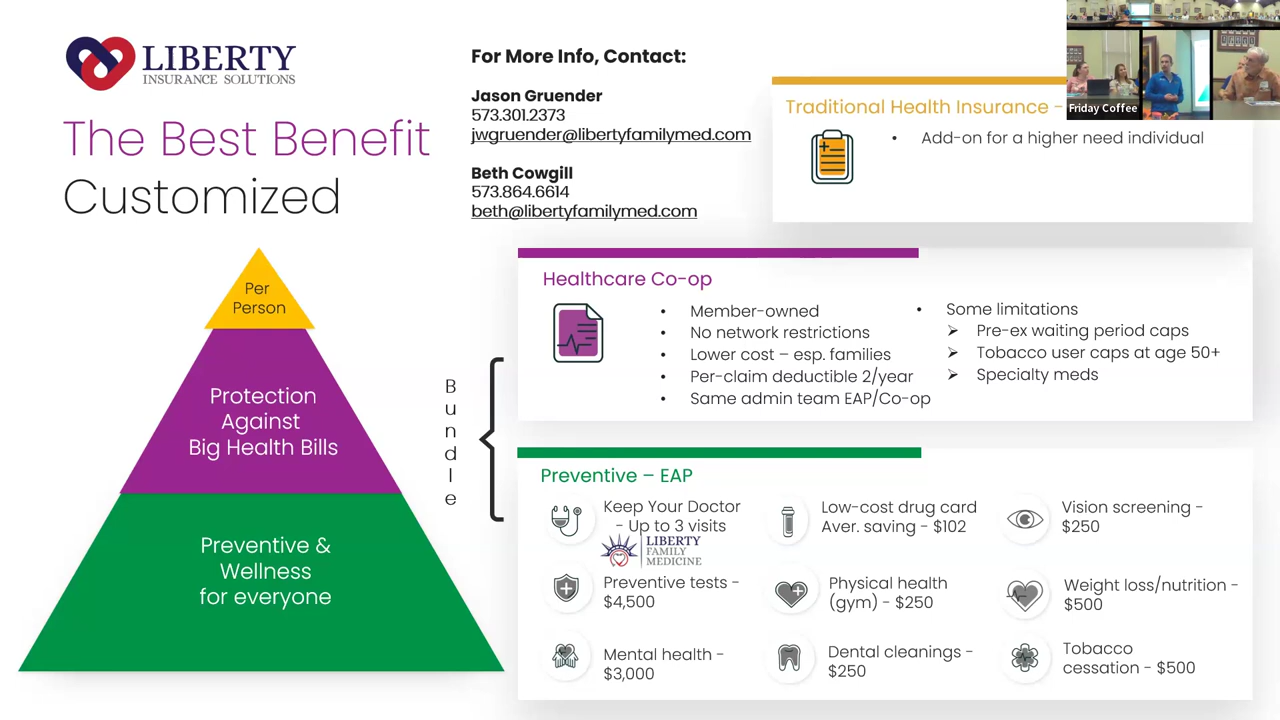 LIBERTY
INSURANCE SOLUTIONS
The Best Benefit
Customized
For More Info, Contact:
Jason Gruender
573.301.2373
jwgruender@libertyfamilymed.com
Beth Cowgill
573.864.6614
beth@libertyfamilymed.com
Traditional Health Insurance -
• Add-on for a higher need individual
Friday Coffee
Per
Person
Protection
Against
Big Health Bills
Preventive &
Wellness
for everyone
Bundle
Healthcare Co-op
• Member-owned
• No network restrictions
• Lower cost – esp. families
• Per-claim deductible 2/year
• Same admin team EAP/Co-op
• Some limitations
➢ Pre-ex waiting period caps
➢ Tobacco user caps at age 50+
➢ Specialty meds
Preventive – EAP
Keep Your Doctor
- Up to 3 visits
LIBERTY
FAMILY
MEDICINE
Low-cost drug card
Aver. saving - $102
Vision screening -
$250
Preventive tests -
$4,500
Physical health
(gym) - $250
Weight loss/nutrition -
$500
Mental health -
$3,000
Dental cleanings -
$250
Tobacco
cessation - $500